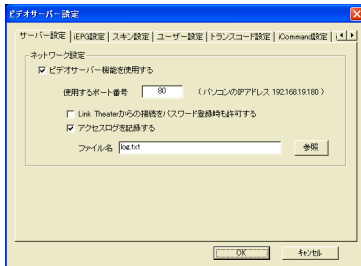 ビデオサーバー設定
サーバー設定 iEPG設定 スキン設定 ユーザー設定 トランスコード設定 iCommand設定
ネットワーク設定
ビデオサーバー機能を使用する
使用するポート番号 80 (パソコンのIPアドレス 192.168.19.180 )
Link Theaterからの接続をパスワード登録時も許可する
アクセスログを記録する
ファイル名 log.txt 参照
OK キャンセル